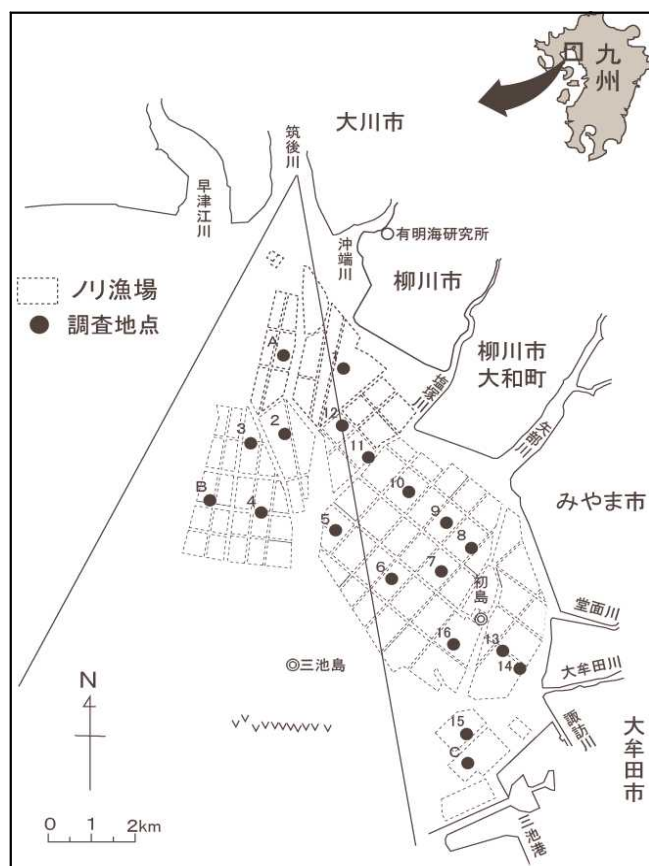 九州
大川市
筑後川
早津江川
沖端川
有明海研究所
ノリ漁場
調査地点
柳川市
柳川市
大和町
塩塚川
矢部川
A
1
12
2
3
11
B
4
10
5
9
8
みやま市
7
6
初島
堂面川
16
13
三池島
14
大牟田川
N
諏訪川
15
大牟田市
C
三池港
0 1 2km